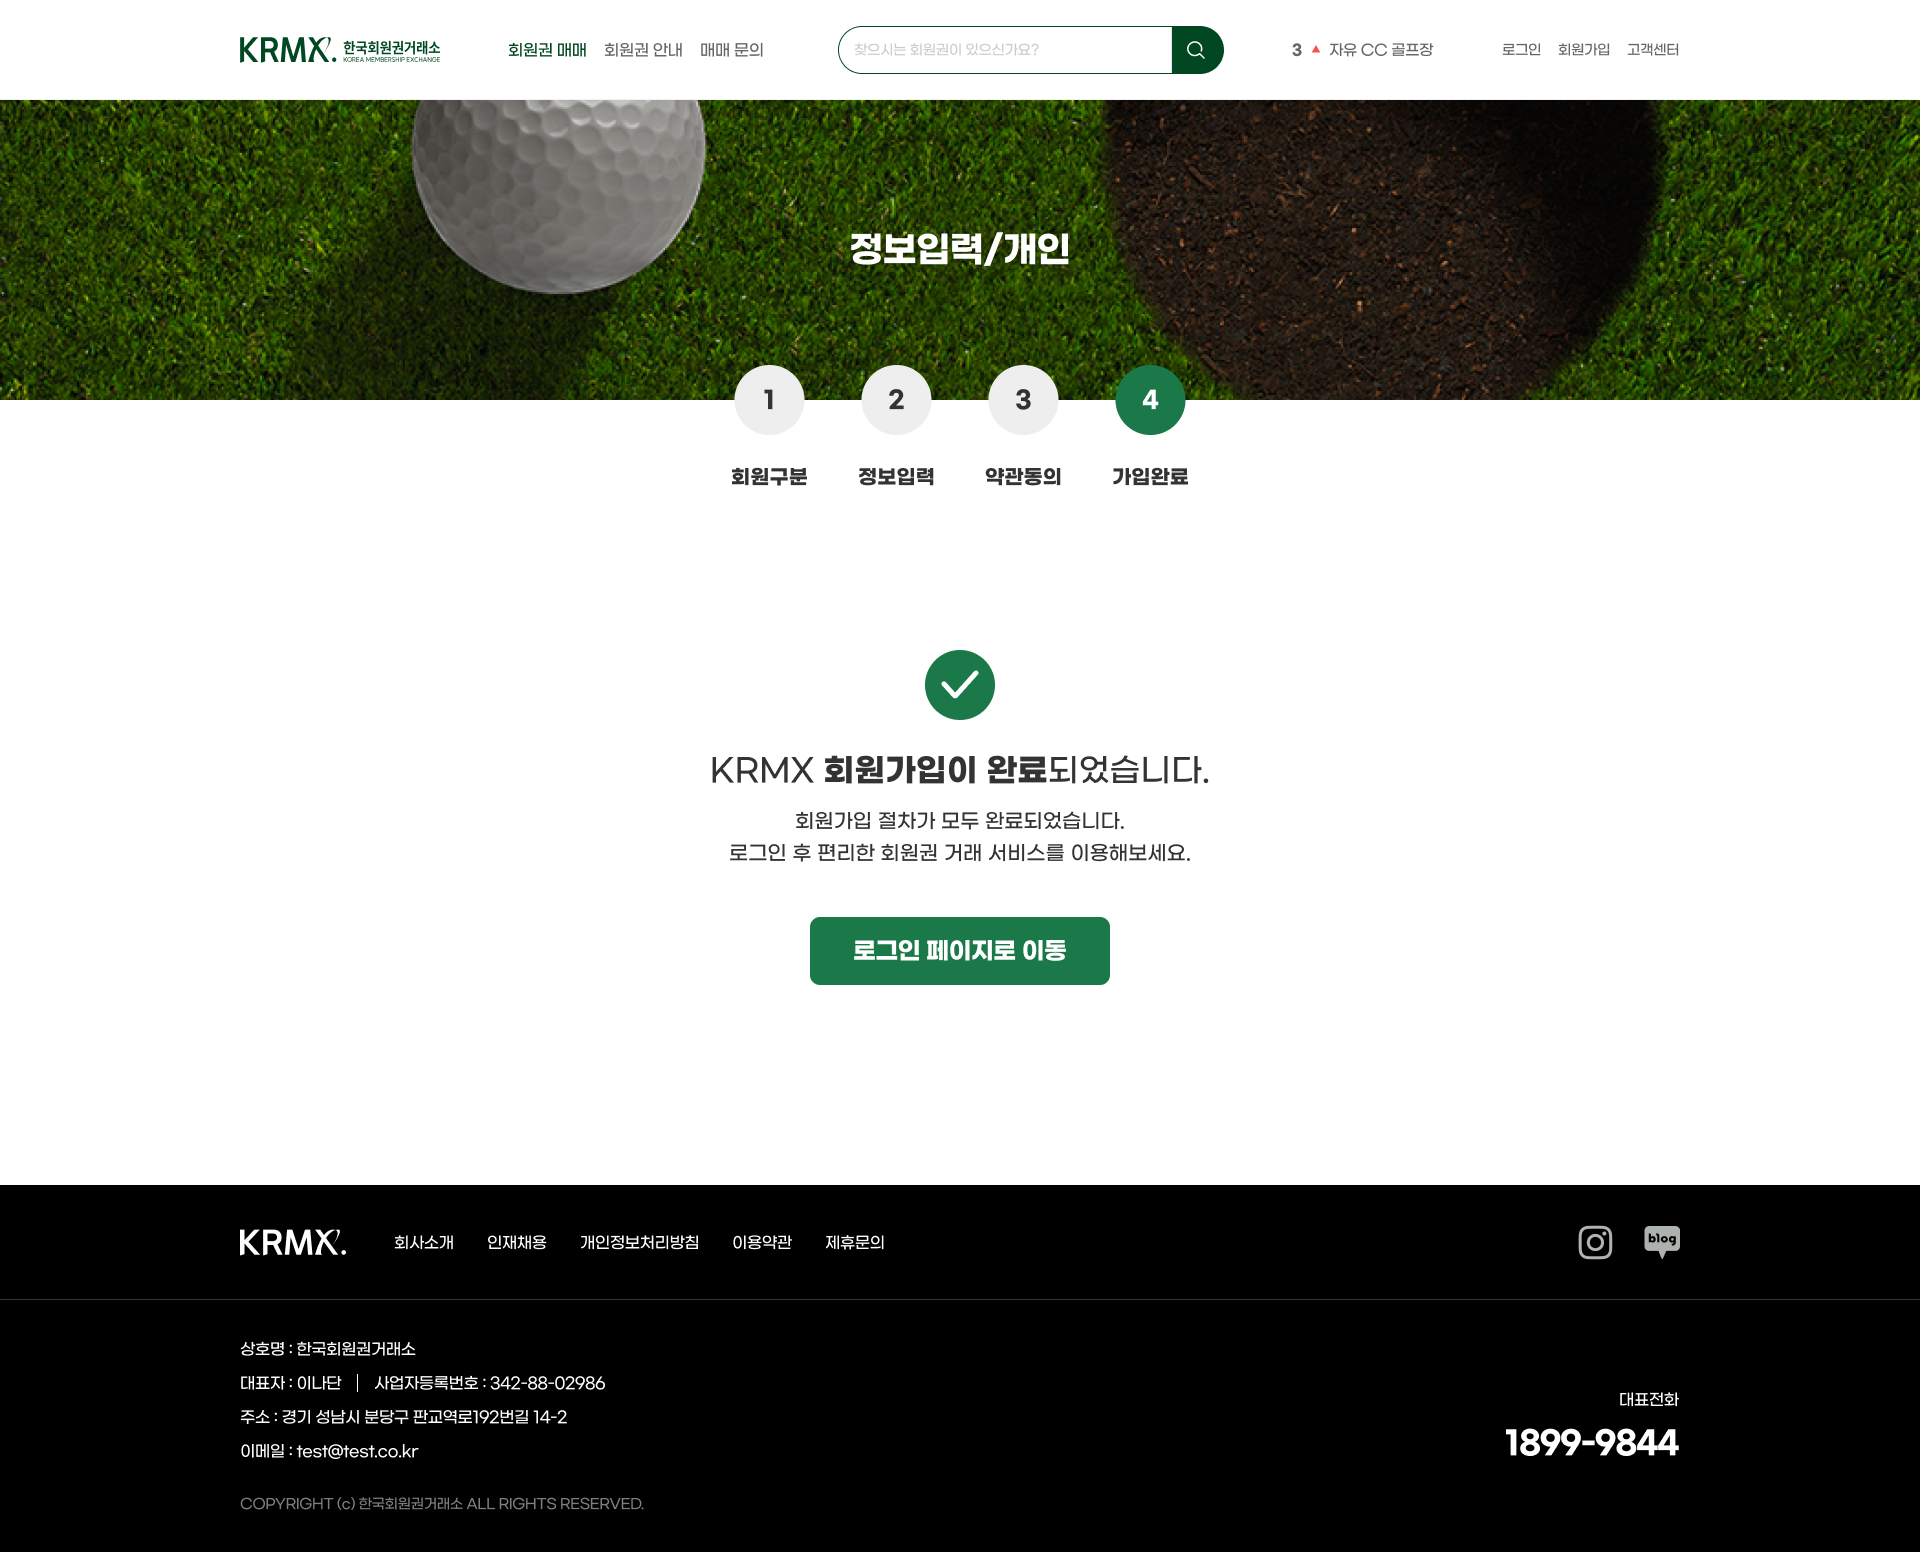 KRMX. 한국회원권거래소
KOREA MEMBERSHIP EXCHANGE
회원권 매매 회원권 안내 매매 문의
찾으시는 회원권이 있으신가요?
3 자유 CC 골프장
로그인 회원가입 고객센터
정보입력/개인
1 2 3 4
회원구분 정보입력 약관동의 가입완료
KRMX 회원가입이 완료되었습니다.
회원가입 절차가 모두 완료되었습니다.
로그인 후 편리한 회원권 거래 서비스를 이용해보세요.
로그인 페이지로 이동
KRMX. 회사소개 인재채용 개인정보처리방침 이용약관 제휴문의
blog
상호명 : 한국회원권거래소
대표자 : 이나단 | 사업자등록번호 : 342-88-02986
주소 : 경기 성남시 분당구 판교역로192번길 14-2
이메일 : test@test.co.kr
대표전화
1899-9844
COPYRIGHT (c) 한국회원권거래소 ALL RIGHTS RESERVED.